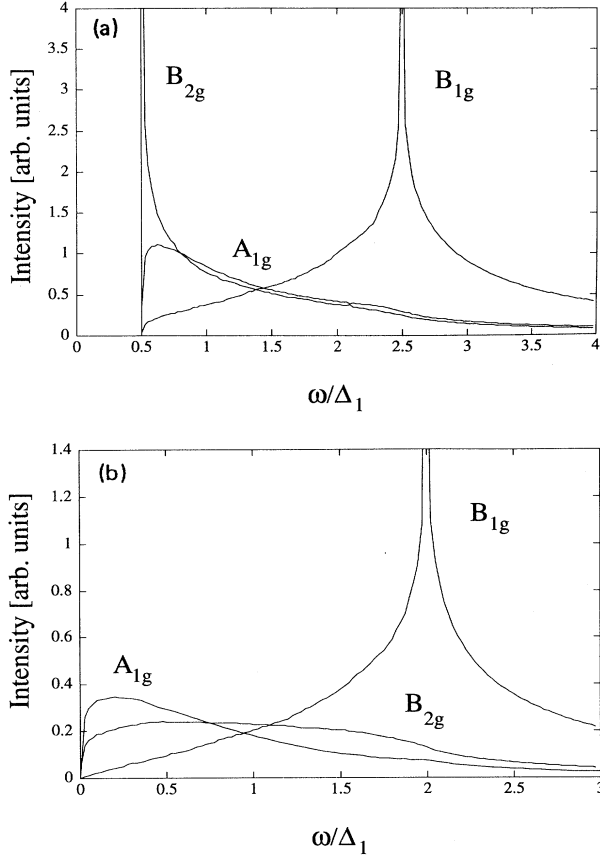 (a)
Intensity [arb. units]
4
3.5
3
2.5
2
1.5
1
0.5
0
B2g
B1g
A1g
0 0.5 1 1.5 2 2.5 3 3.5 4
ω/Δ1
(b)
Intensity [arb. units]
1.4
1.2
1
0.8
0.6
0.4
0.2
0
B1g
A1g
B2g
0 0.5 1 1.5 2 2.5 3
ω/Δ1